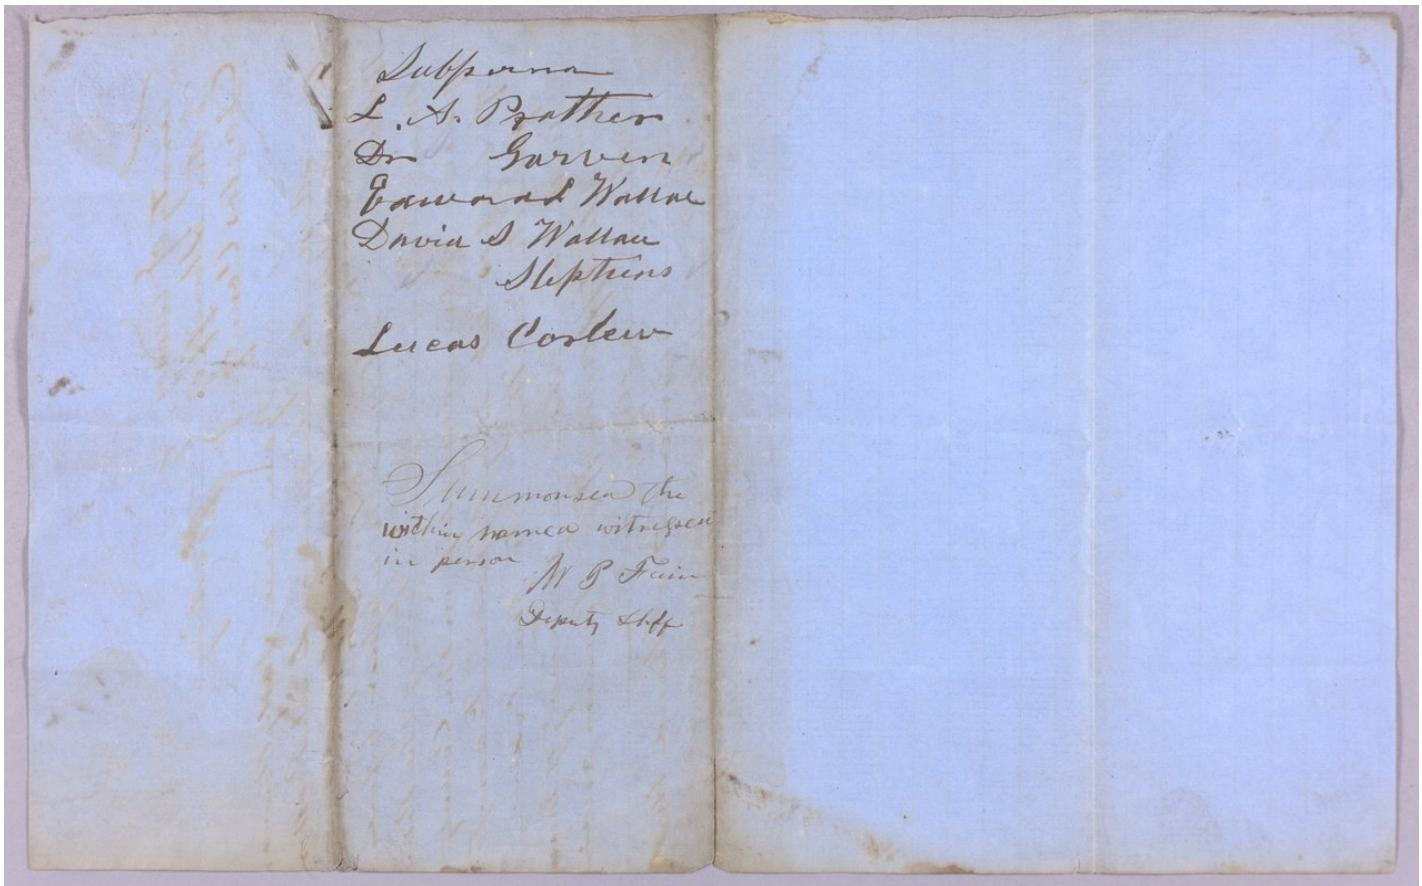 Subpoena
L. A. Prather
Dr Garven
Edward Wallace
David S Wallace
Stephens
Lucas Corlew
Summonsed the
within named witnesses
in person
W P Fain
Deputy Shff